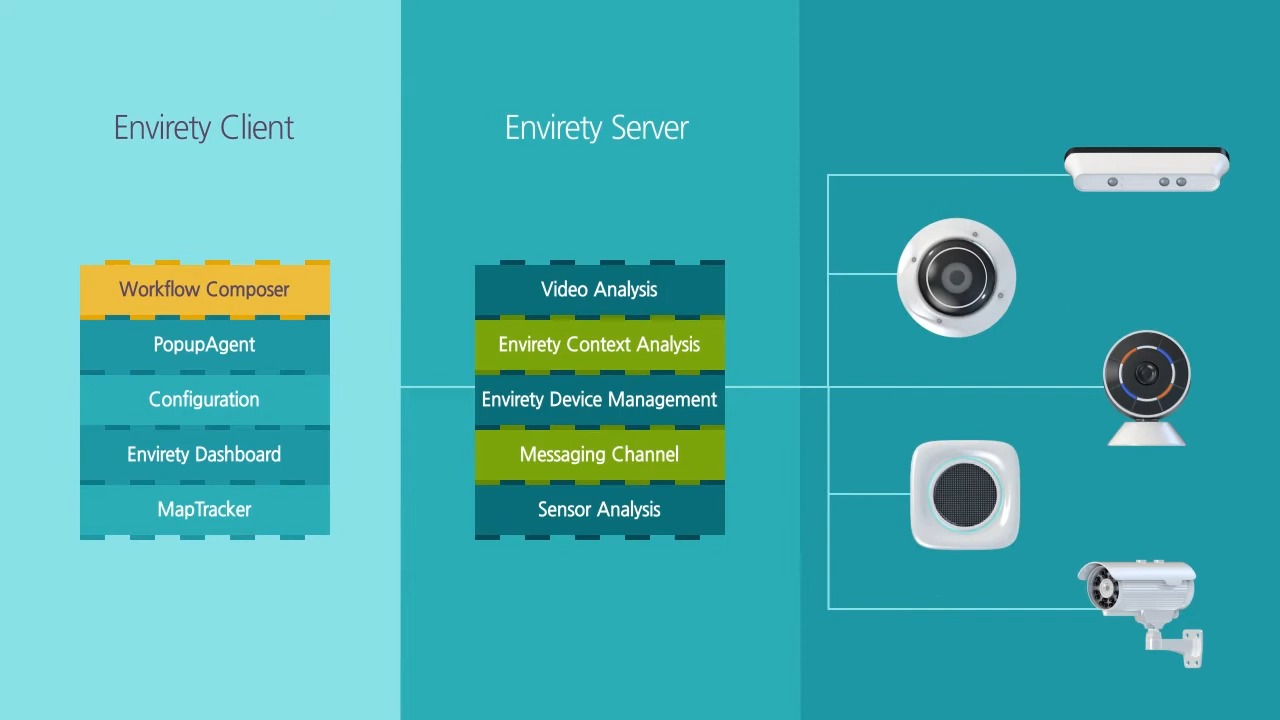 Envirety Client
Workflow Composer
PopupAgent
Configuration
Envirety Dashboard
MapTracker
Envirety Server
Video Analysis
Envirety Context Analysis
Envirety Device Management
Messaging Channel
Sensor Analysis